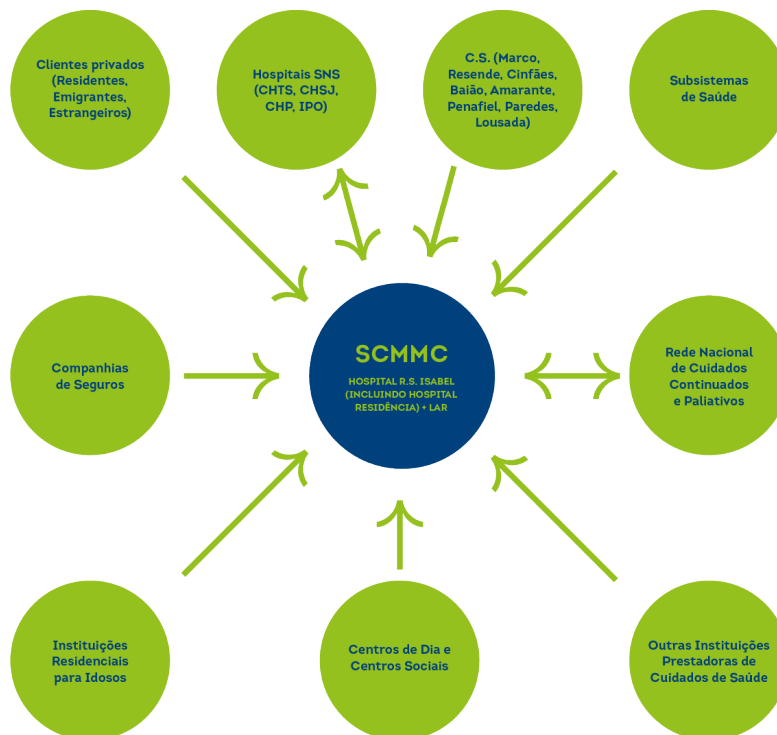 Clientes privados
(Residentes,
Emigrantes,
Estrangeiros)
Hospitais SNS
(CHTS, CHSJ,
CHP, IPO)
C.S. (Marco,
Resende, Cinfães,
Baião, Amarante,
Penafiel, Paredes,
Lousada)
Subsistemas
de Saúde
Companhias
de Seguros
SCMMC
HOSPITAL R.S. ISABEL
(INCLUINDO HOSPITAL
RESIDÊNCIA) + LAR
Rede Nacional
de Cuidados
Continuados
e Paliativos
Instituições
Residenciais
para Idosos
Centros de Dia e
Centros Sociais
Outras Instituições
Prestadoras de
Cuidados de Saúde